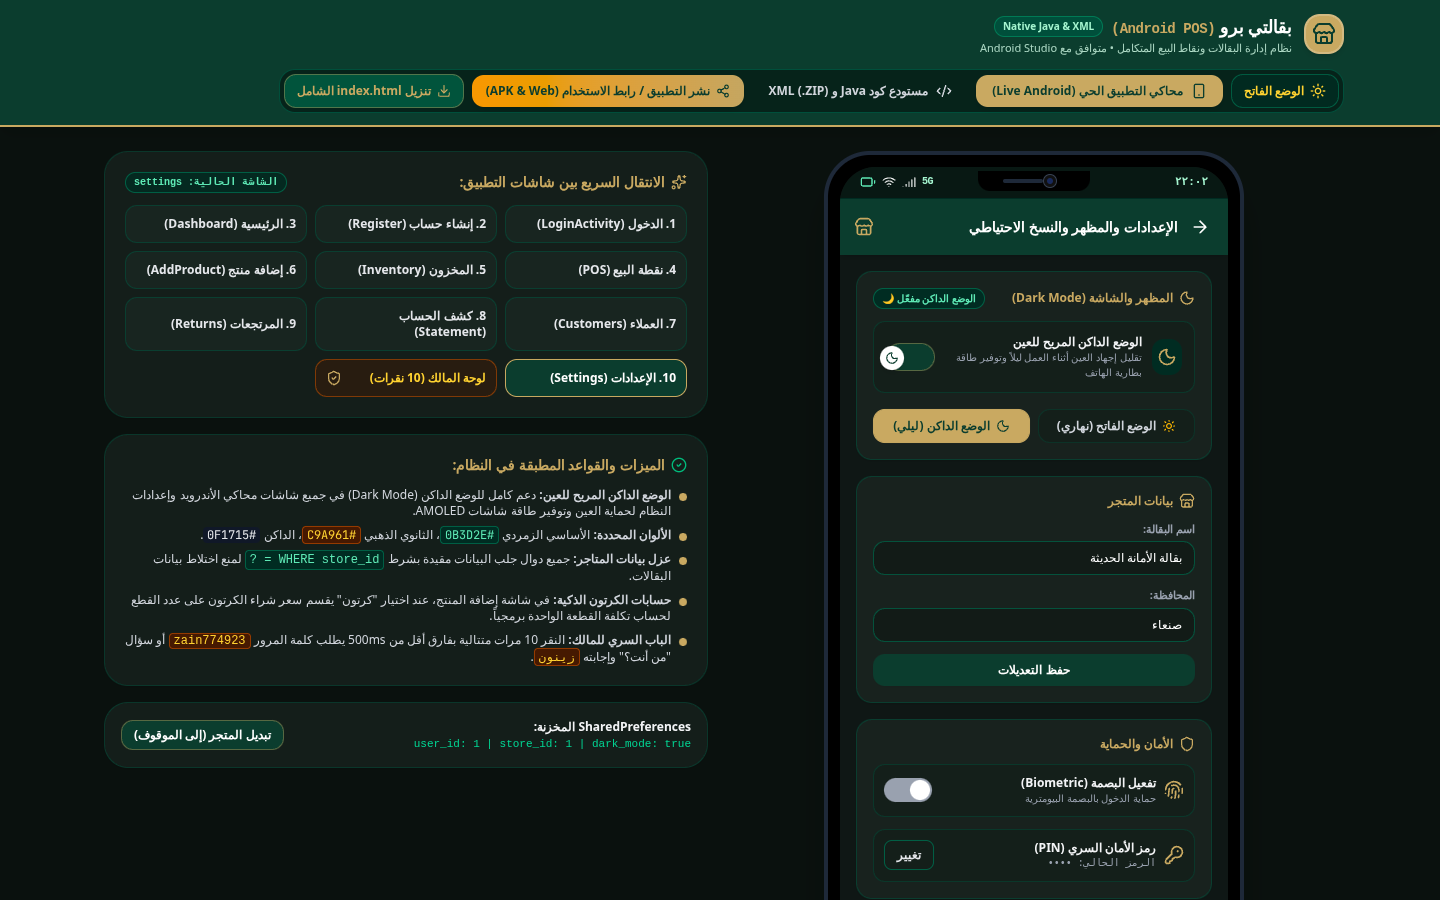 بقالتي برو (Android POS) Native Java & XML
نظام إدارة البقالات ونقاط البيع المتكامل • متوافق مع Android Studio
الوضع الفاتح
محاكي التطبيق الحي (Live Android)
مستودع كود Java و XML (.ZIP)
نشر التطبيق / رابط الاستخدام (APK & Web)
تنزيل index.html الشامل
٢٢:٠٢
5G
الإعدادات والمظهر والنسخ الاحتياطي
المظهر والشاشة (Dark Mode)
الوضع الداكن مفعّل 🌙
الوضع الداكن المريح للعين
تقليل إجهاد العين أثناء العمل ليلاً وتوفير طاقة
بطارية الهاتف
الوضع الفاتح (نهاري)
الوضع الداكن (ليلي)
بيانات المتجر
اسم البقالة:
بقالة الأمانة الحديثة
المحافظة:
صنعاء
حفظ التعديلات
الأمان والحماية
تفعيل البصمة (Biometric)
حماية الدخول بالبصمة البيومترية
رمز الأمان السري (PIN)
الرمز الحالي: ••••
تغيير
الانتقال السريع بين شاشات التطبيق:
الشاشة الحالية: settings
1. الدخول (LoginActivity)
2. إنشاء حساب (Register)
3. الرئيسية (Dashboard)
4. نقطة البيع (POS)
5. المخزون (Inventory)
6. إضافة منتج (AddProduct)
7. العملاء (Customers)
8. كشف الحساب
(Statement)
9. المرتجعات (Returns)
10. الإعدادات (Settings)
لوحة المالك (10 نقرات)
الميزات والقواعد المطبقة في النظام:
الوضع الداكن المريح للعين: دعم كامل للوضع الداكن (Dark Mode) في جميع شاشات محاكي الأندرويد وإعدادات
النظام لحماية العين وتوفير طاقة شاشات AMOLED.
الألوان المحددة: الأساسي الزمردي 0B3D2E#، الثانوي الذهبي C9A961#، الداكن 0F1715#.
عزل بيانات المتاجر: جميع دوال جلب البيانات مقيدة بشرط ? = WHERE store_id لمنع اختلاط بيانات
البقالات.
حسابات الكرتون الذكية: في شاشة إضافة المنتج، عند اختيار "كرتون" يقسم سعر شراء الكرتون على عدد القطع
لحساب تكلفة القطعة الواحدة برمجياً.
الباب السري للمالك: النقر 10 مرات متتالية بفارق أقل من 500ms يطلب كلمة المرور zain774923 أو سؤال
"من أنت؟" وإجابته زينون.
SharedPreferences المخزنة:
user_id: 1 | store_id: 1 | dark_mode: true
تبديل المتجر (إلى الموقوف)